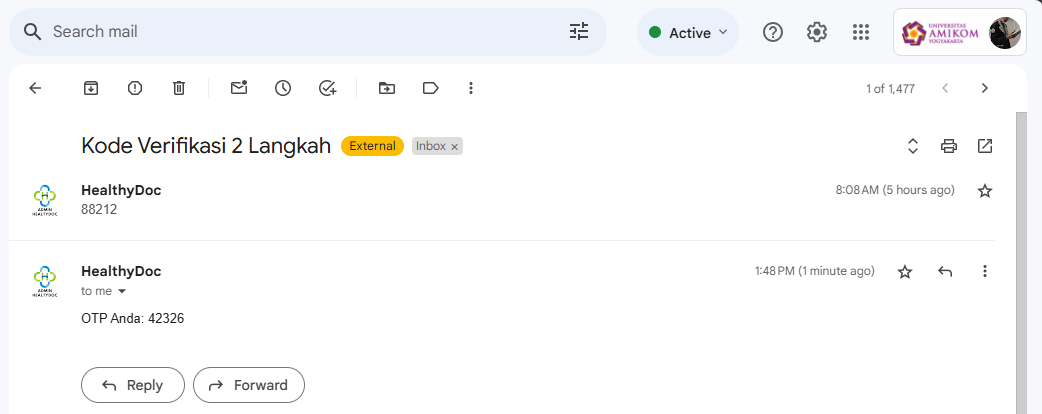 Search mail
Active
UNIVERSITAS
AMIKOM
YOGYAKARTA
1 of 1,477
Kode Verifikasi 2 Langkah External Inbox ×
HealthyDoc 8:08 AM (5 hours ago)
88212
ADMIN
HEALTYDOC
HealthyDoc 1:48 PM (1 minute ago)
to me
ADMIN
HEALTYDOC
OTP Anda: 42326
Reply Forward